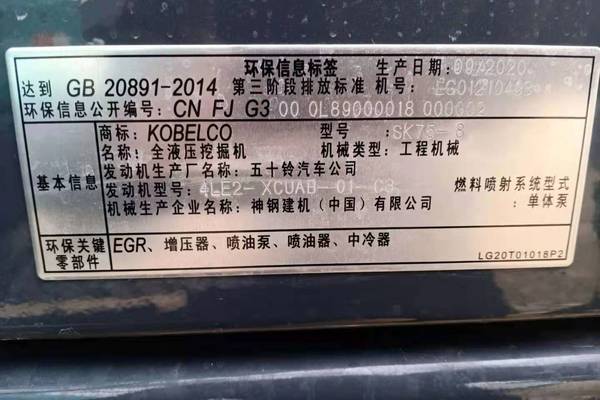 环保信息标签 生产日期: 09/2020
达到 GB 20891-2014 第三阶段排放标准 机号:
环保信息公开编号: CN FJ G3 00 0L89000018 000602
商标: KOBELCO 型号: SK75-8
名称: 全液压挖掘机 机械类型: 工程机械
基本信息
发动机生产厂名称: 五十铃汽车公司
发动机型号: 4LE2-XCUAB-01-C3 燃料喷射系统型式
机械生产企业名称: 神钢建机（中国）有限公司 : 单体泵
环保关键零部件
EGR、增压器、喷油泵、喷油器、中冷器
LG20T01018P2